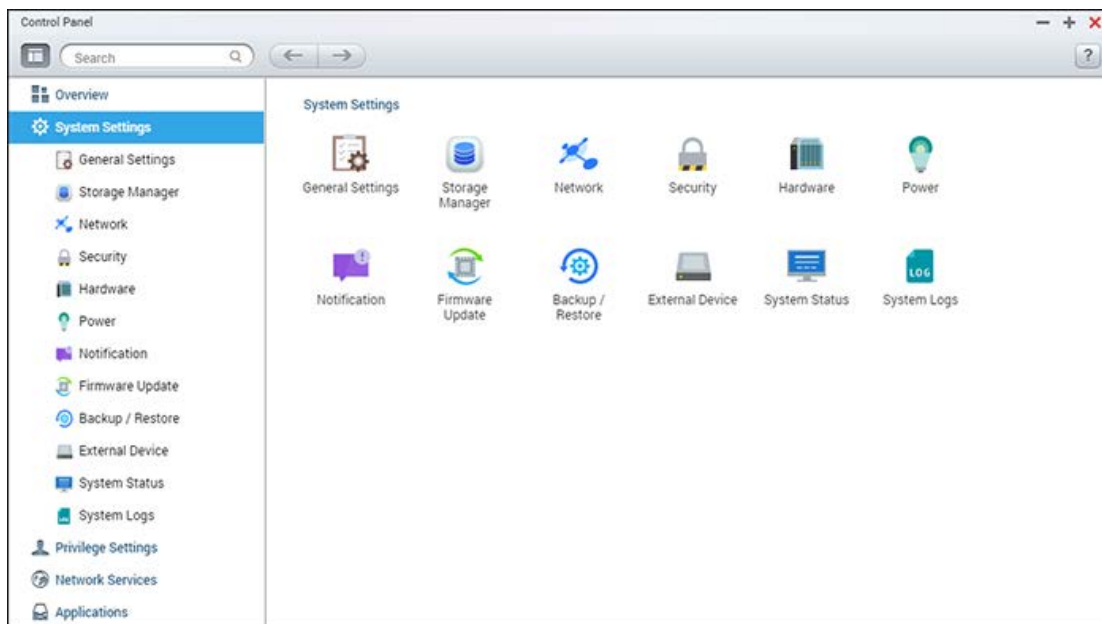 Control Panel
Search
?
Overview
System Settings
General Settings
Storage Manager
Network
Security
Hardware
Power
Notification
Firmware Update
Backup / Restore
External Device
System Status
System Logs
Privilege Settings
Network Services
Applications
System Settings
General Settings
Storage
Manager
Network
Security
Hardware
Power
Notification
Firmware
Update
Backup /
Restore
External Device
System Status
LOG
System Logs